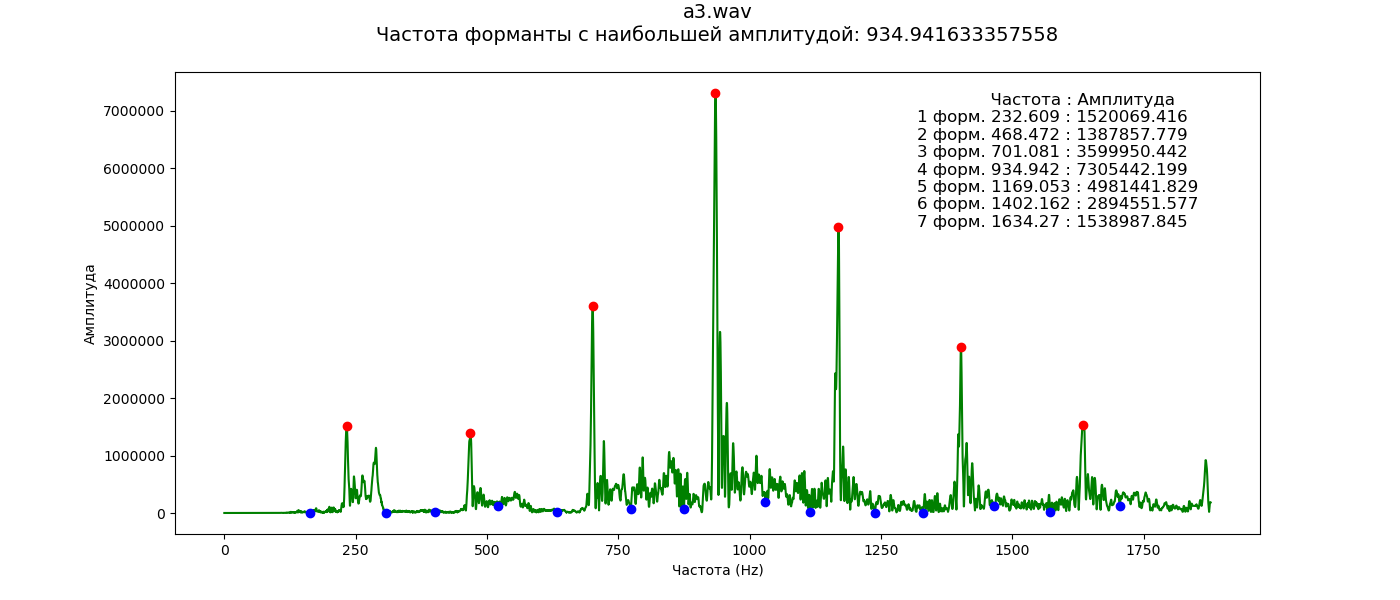 a3.wav
Частота форманты с наибольшей амплитудой: 934.941633357558
Частота : Амплитуда
1 форм. 232.609 : 1520069.416
2 форм. 468.472 : 1387857.779
3 форм. 701.081 : 3599950.442
4 форм. 934.942 : 7305442.199
5 форм. 1169.053 : 4981441.829
6 форм. 1402.162 : 2894551.577
7 форм. 1634.27 : 1538987.845
Амплитуда
7000000
6000000
5000000
4000000
3000000
2000000
1000000
0
0 250 500 750 1000 1250 1500 1750
Частота (Hz)